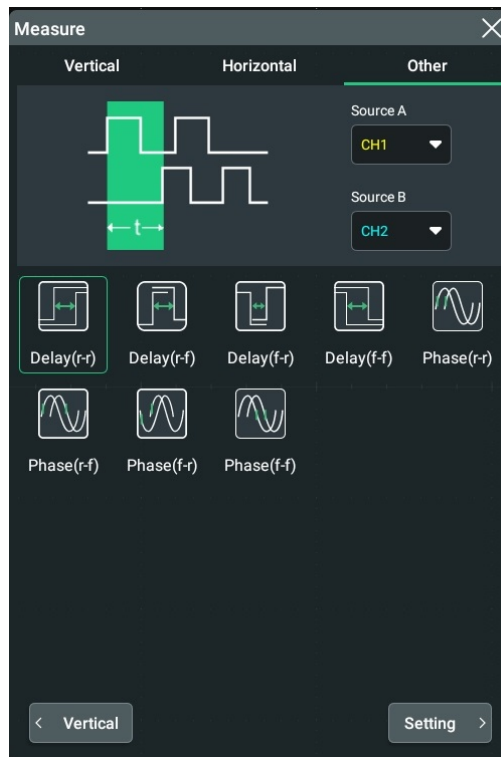 Measure
Vertical Horizontal Other
Source A
CH1
Source B
CH2
t
Delay(r-r) Delay(r-f) Delay(f-r) Delay(f-f) Phase(r-r)
Phase(r-f) Phase(f-r) Phase(f-f)
< Vertical Setting >